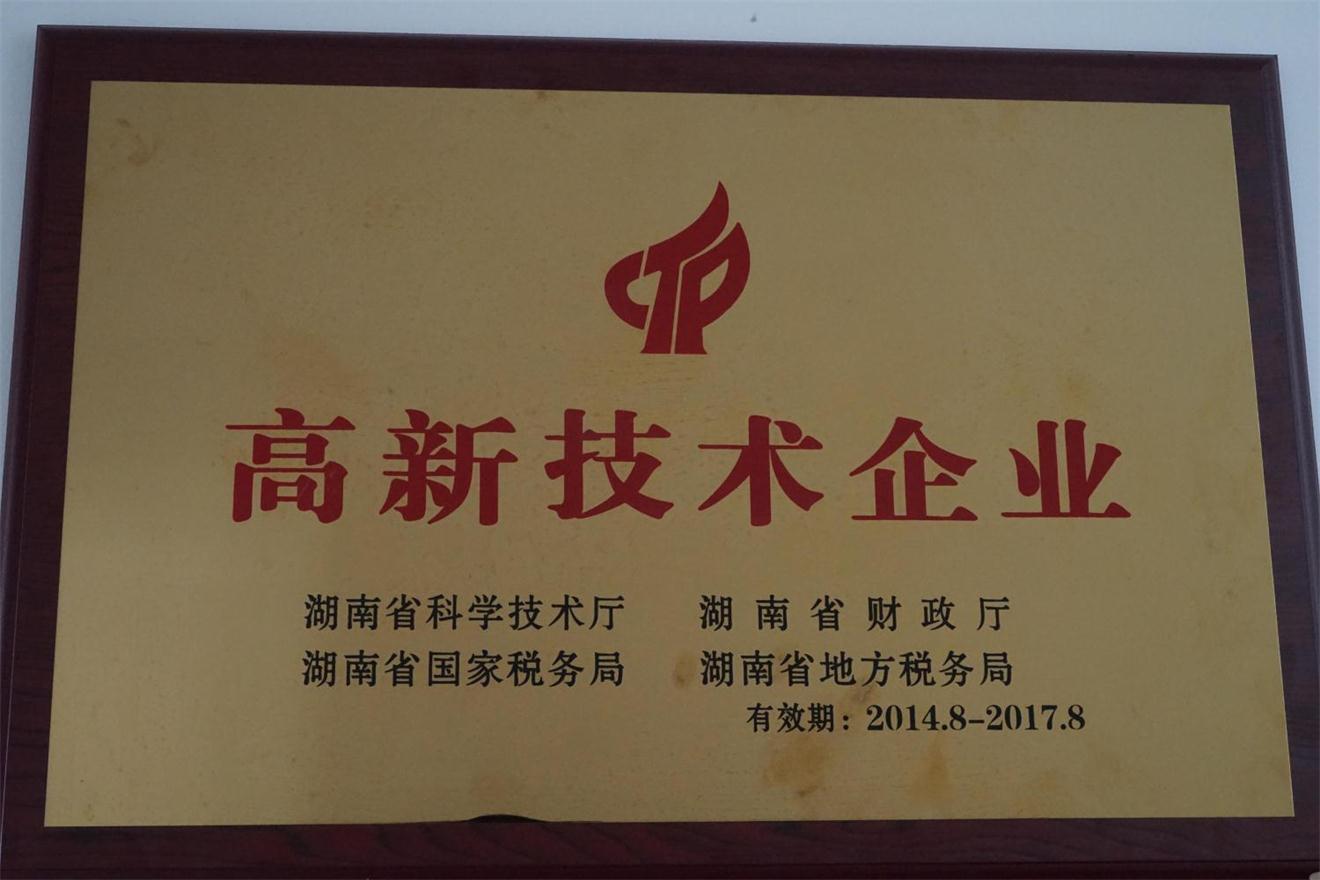 高新技术企业
湖南省科学技术厅 湖南省财政厅
湖南省国家税务局 湖南省地方税务局
有效期：2014.8-2017.8